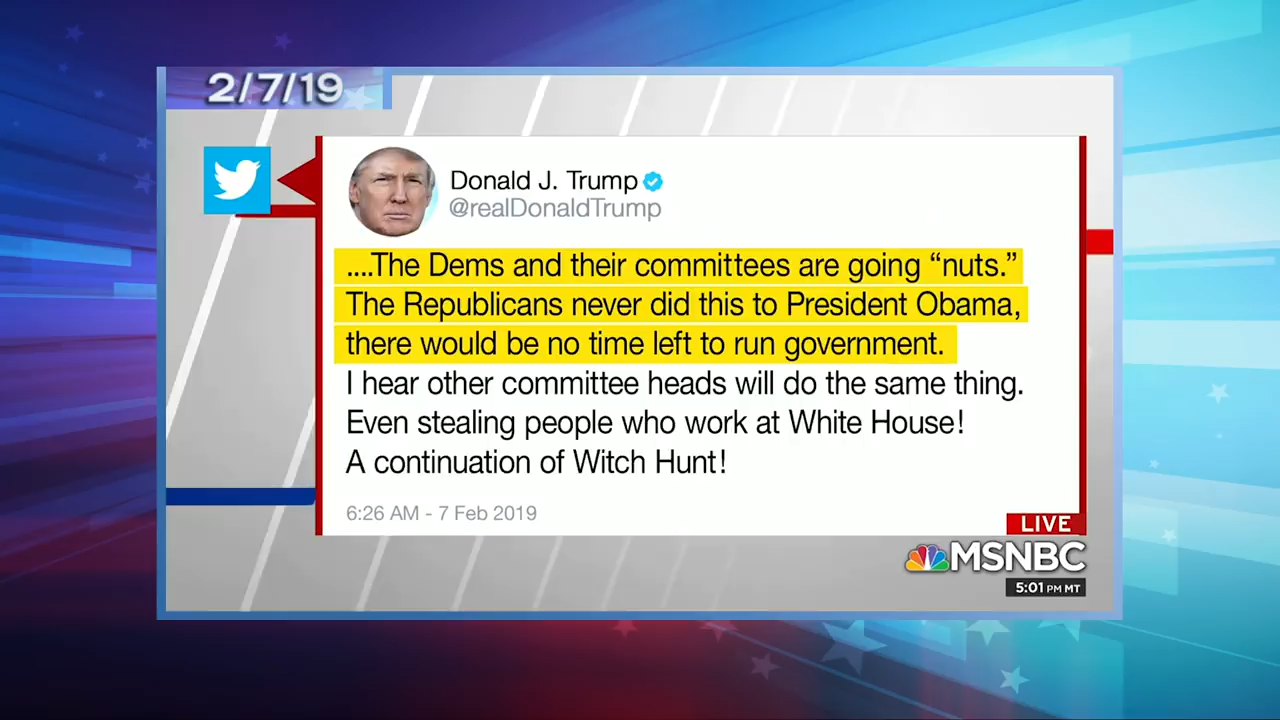 2/7/19
Donald J. Trump
@realDonaldTrump
....The Dems and their committees are going “nuts.”
The Republicans never did this to President Obama,
there would be no time left to run government.
I hear other committee heads will do the same thing.
Even stealing people who work at White House!
A continuation of Witch Hunt!
6:26 AM - 7 Feb 2019
LIVE
MSNBC
5:01 PM MT